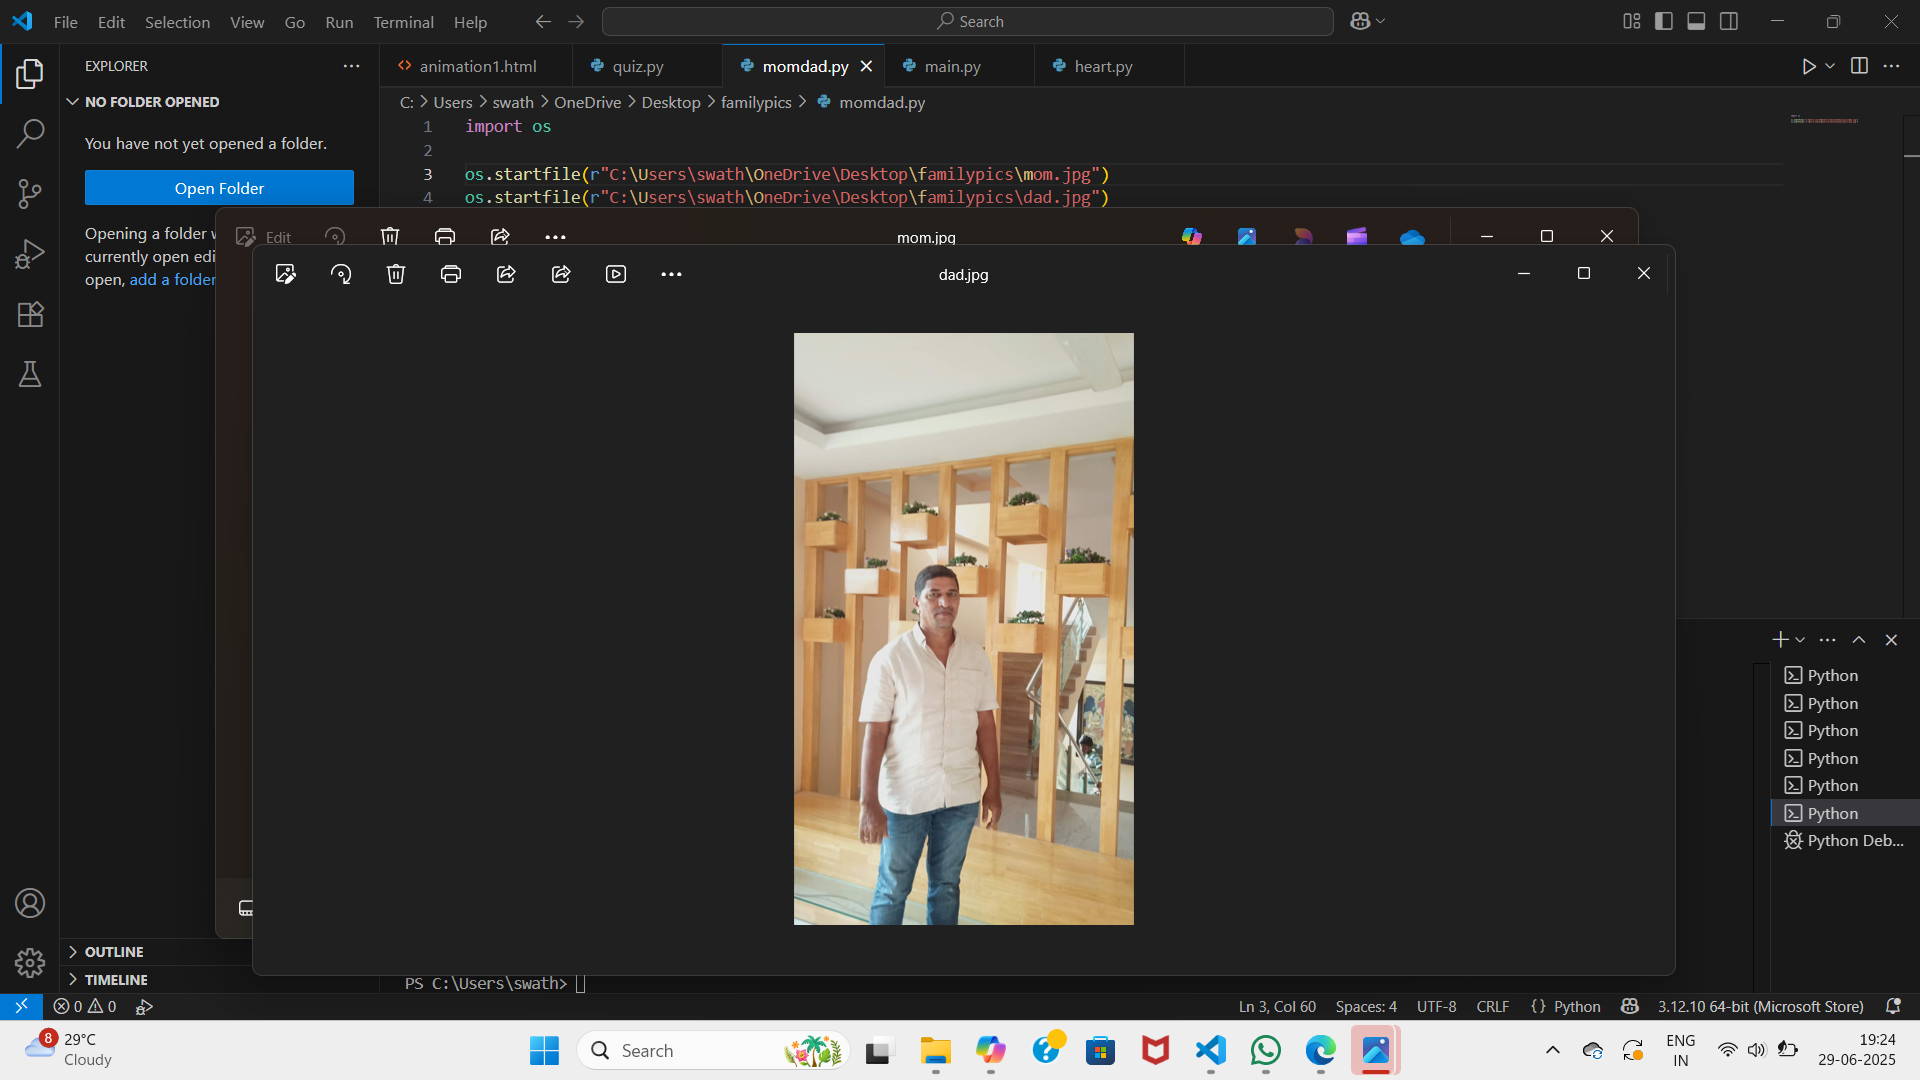 File Edit Selection View Go Run Terminal Help
Search
EXPLORER
animation1.html quiz.py momdad.py main.py heart.py
NO FOLDER OPENED
C: > Users > swath > OneDrive > Desktop > familypics > momdad.py
You have not yet opened a folder.
Open Folder
Opening a folder
currently open edi
open, add a folder
1 import os
2
3 os.startfile(r"C:\Users\swath\OneDrive\Desktop\familypics\mom.jpg")
4 os.startfile(r"C:\Users\swath\OneDrive\Desktop\familypics\dad.jpg")
Edit
mom.jpg
dad.jpg
Python
Python
Python
Python
Python
Python
Python Deb...
OUTLINE
TIMELINE
PS C:\Users\swath>
0 0
Ln 3, Col 60 Spaces: 4 UTF-8 CRLF {} Python 3.12.10 64-bit (Microsoft Store)
8
29°C
Cloudy
Search
ENG
IN
19:24
29-06-2025